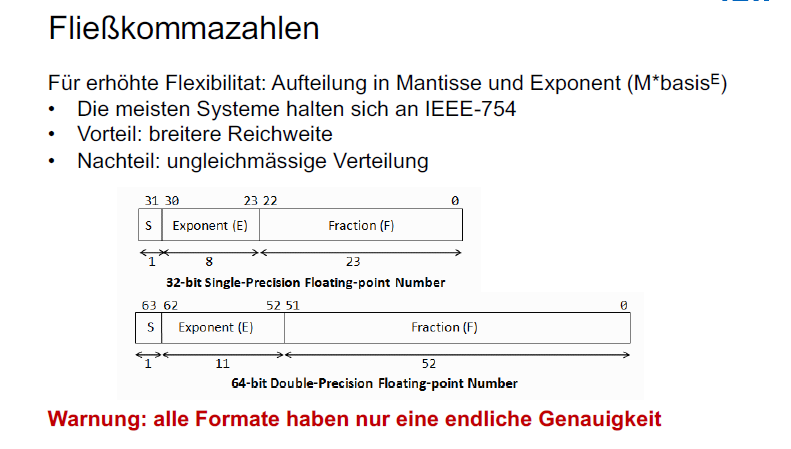 Fließkommazahlen
Für erhöhte Flexibilitat: Aufteilung in Mantisse und Exponent (M*basisᴱ)
• Die meisten Systeme halten sich an IEEE-754
• Vorteil: breitere Reichweite
• Nachteil: ungleichmässige Verteilung
31 30 23 22 0
S Exponent (E) Fraction (F)
1 8 23
32-bit Single-Precision Floating-point Number
63 62 52 51 0
S Exponent (E) Fraction (F)
1 11 52
64-bit Double-Precision Floating-point Number
Warnung: alle Formate haben nur eine endliche Genauigkeit